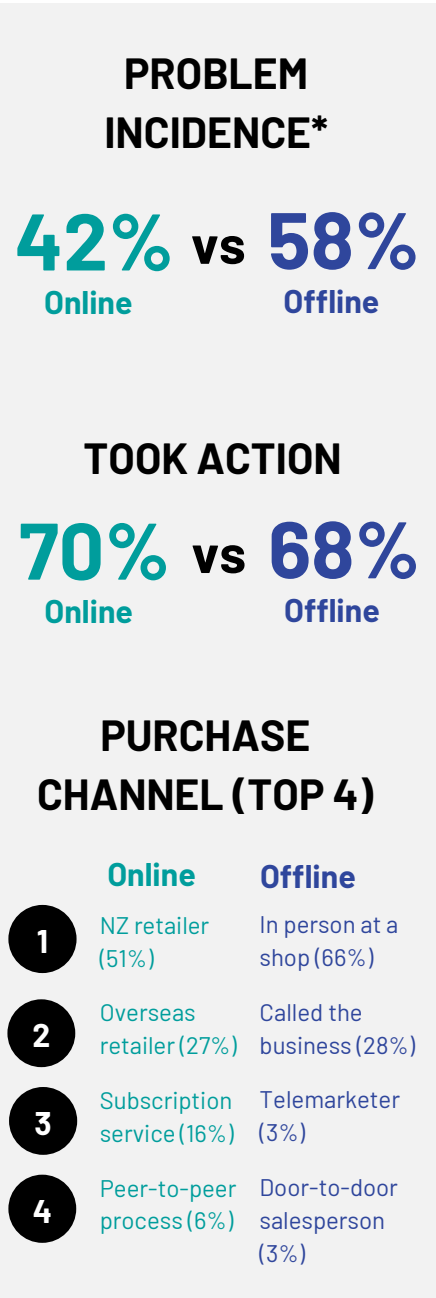 PROBLEM
INCIDENCE*
42% vs 58%
Online Offline
TOOK ACTION
70% vs 68%
Online Offline
PURCHASE
CHANNEL (TOP 4)
Online Offline
1
NZ retailer
(51%)
In person at a
shop (66%)
2
Overseas
retailer (27%)
Called the
business (28%)
3
Subscription
service (16%)
Telemarketer
(3%)
4
Peer-to-peer
process (6%)
Door-to-door
salesperson
(3%)